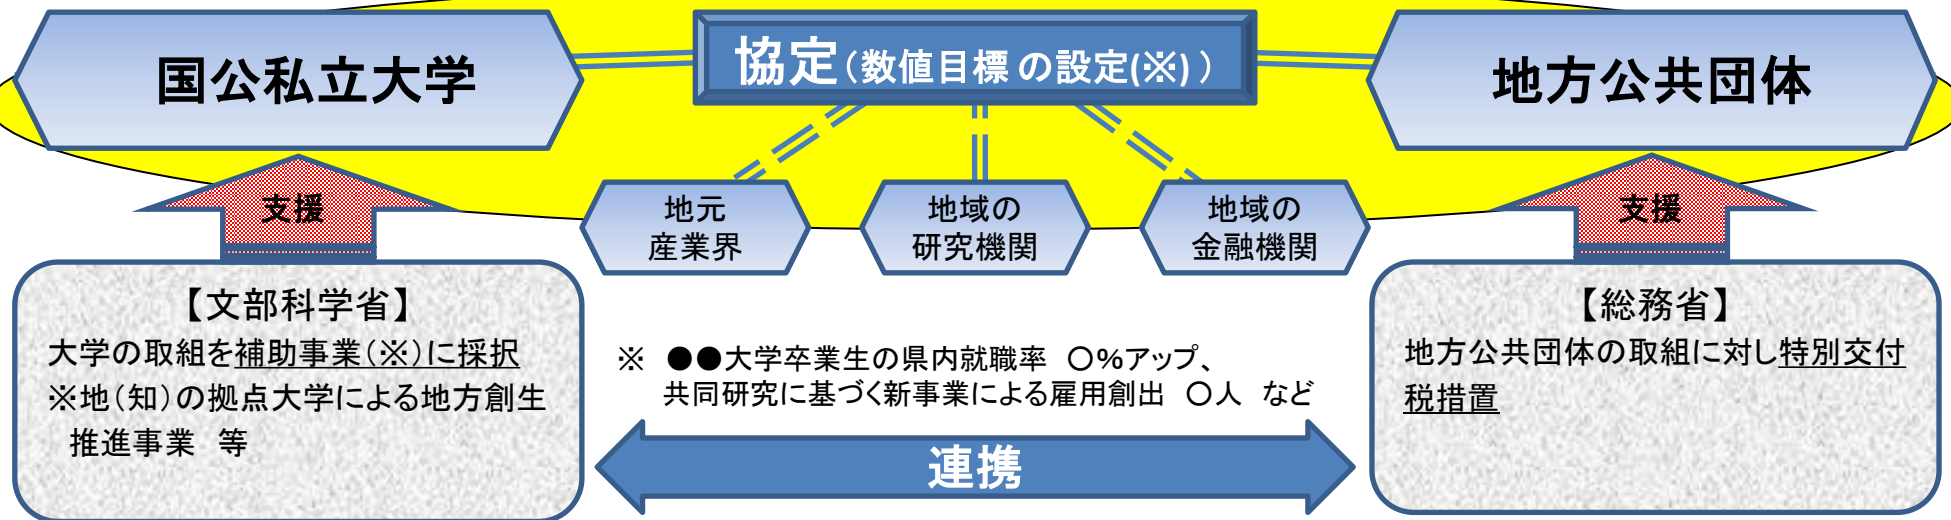 国公私立大学
協定(数値目標 の設定(※) )
地方公共団体
支援
支援
地元
産業界
地域の
研究機関
地域の
金融機関
【文部科学省】
大学の取組を補助事業(※)に採択
※地(知)の拠点大学による地方創生
推進事業 等
※ ●●大学卒業生の県内就職率 〇%アップ、
共同研究に基づく新事業による雇用創出 〇人 など
連携
【総務省】
地方公共団体の取組に対し特別交付
税措置